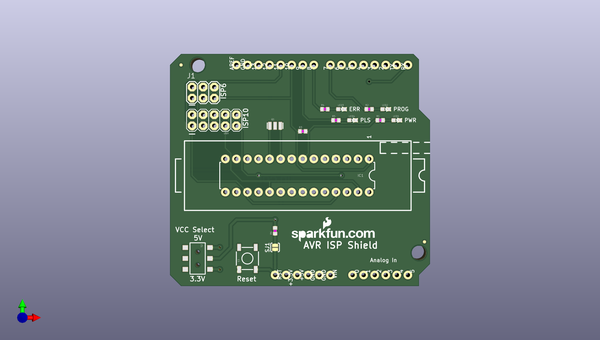 J1
ISP6
ISP10
ERR
PROG
PLS
PWR
VCC Select
5V
3.3V
Reset
sparkfun.com
AVR ISP Shield
Analog In